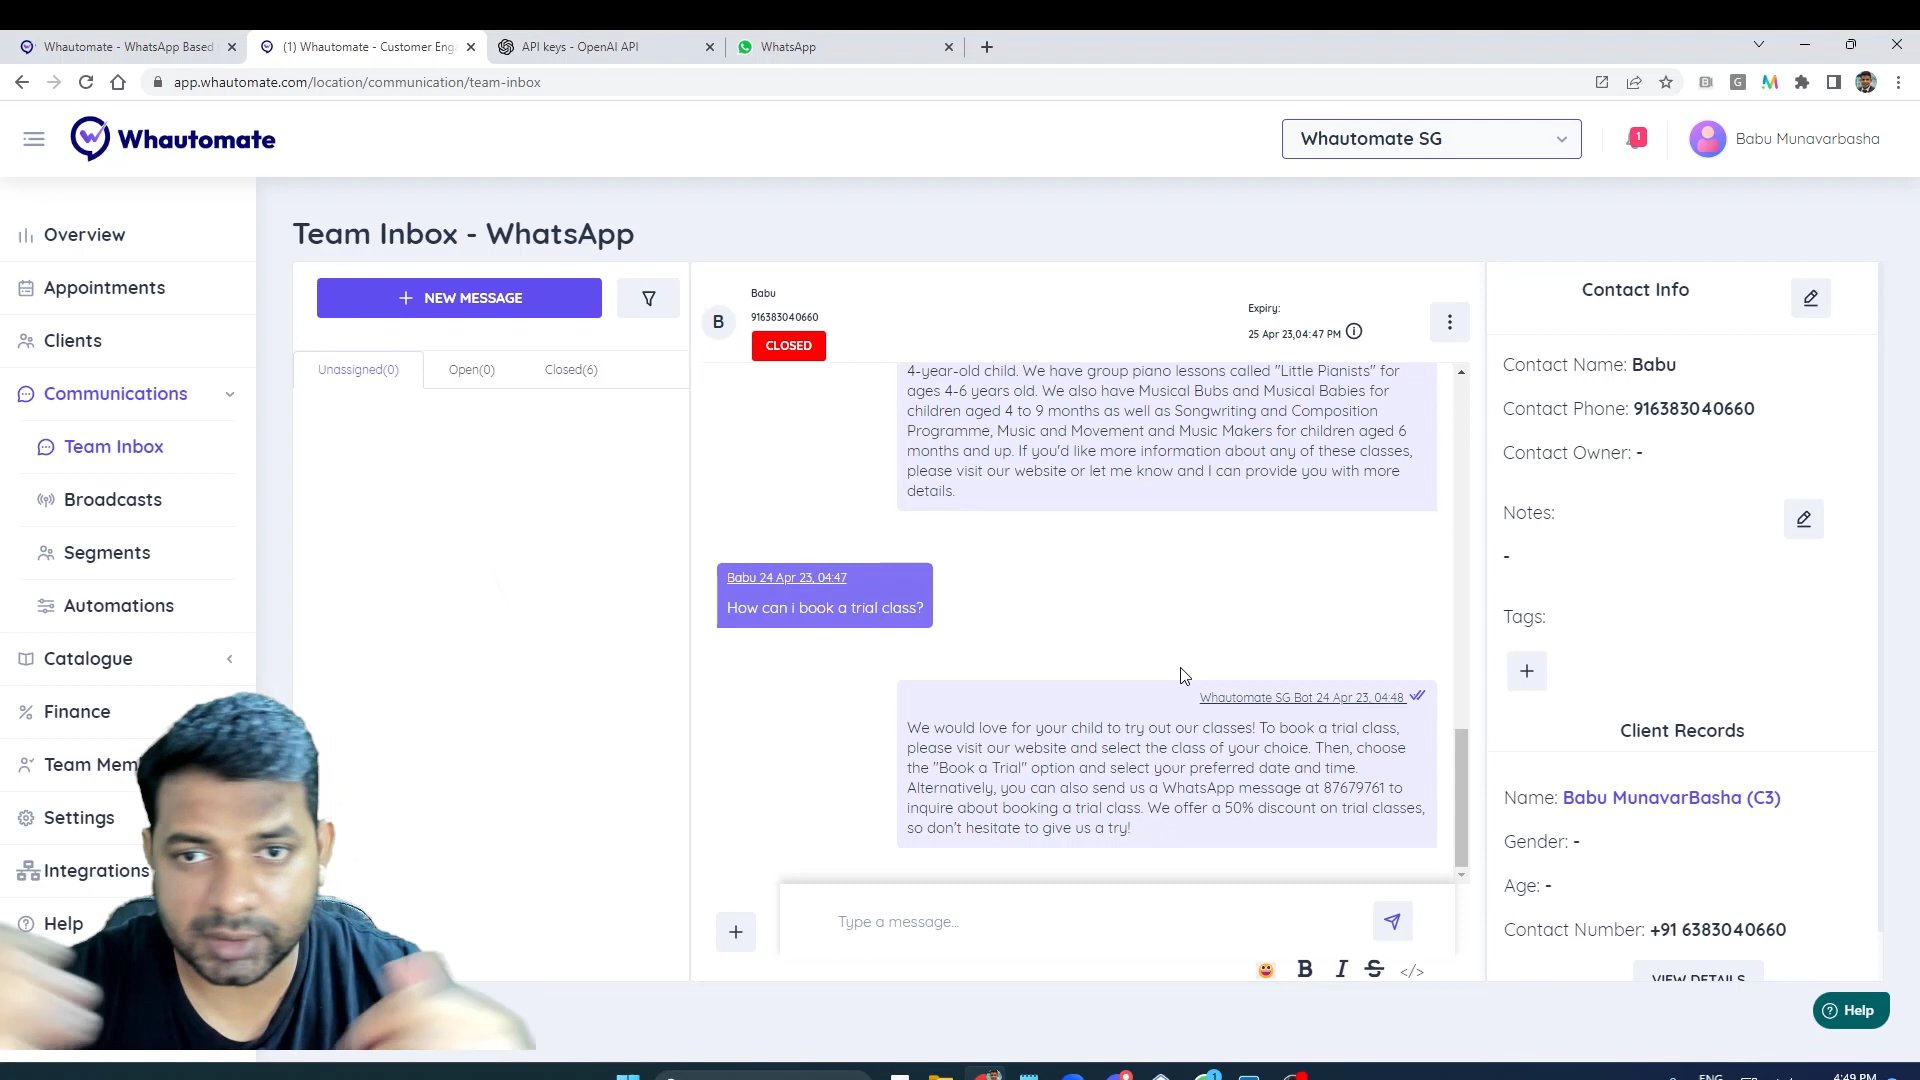 Whautomate - WhatsApp Based
(1) Whautomate - Customer Eng
API keys - OpenAI API
WhatsApp
app.whautomate.com/location/communication/team-inbox
Whautomate
Whautomate SG
1
Babu Munavarbasha
Overview
Appointments
Clients
Communications
Team Inbox
Broadcasts
Segments
Automations
Catalogue
Finance
Team Mem
Settings
Integrations
Help
Team Inbox - WhatsApp
NEW MESSAGE
Unassigned(0)
Open(0)
Closed(6)
B
Babu
916383040660
CLOSED
Expiry:
25 Apr 23,04:47 PM
4-year-old child. We have group piano lessons called "Little Pianists" for
ages 4-6 years old. We also have Musical Bubs and Musical Babies for
children aged 4 to 9 months as well as Songwriting and Composition
Programme, Music and Movement and Music Makers for children aged 6
months and up. If you'd like more information about any of these classes,
please visit our website or let me know and I can provide you with more
details.
Babu 24 Apr 23, 04:47
How can i book a trial class?
Whautomate SG Bot 24 Apr 23, 04:48
We would love for your child to try out our classes! To book a trial class,
please visit our website and select the class of your choice. Then, choose
the "Book a Trial" option and select your preferred date and time.
Alternatively, you can also send us a WhatsApp message at 87679761 to
inquire about booking a trial class. We offer a 50% discount on trial classes,
so don't hesitate to give us a try!
Type a message...
B I S </>
Contact Info
Contact Name: Babu
Contact Phone: 916383040660
Contact Owner: -
Notes:
-
Tags:
Client Records
Name: Babu MunavarBasha (C3)
Gender: -
Age: -
Contact Number: +91 6383040660
VIEW DETAILS
Help
ENG
4:49 PM